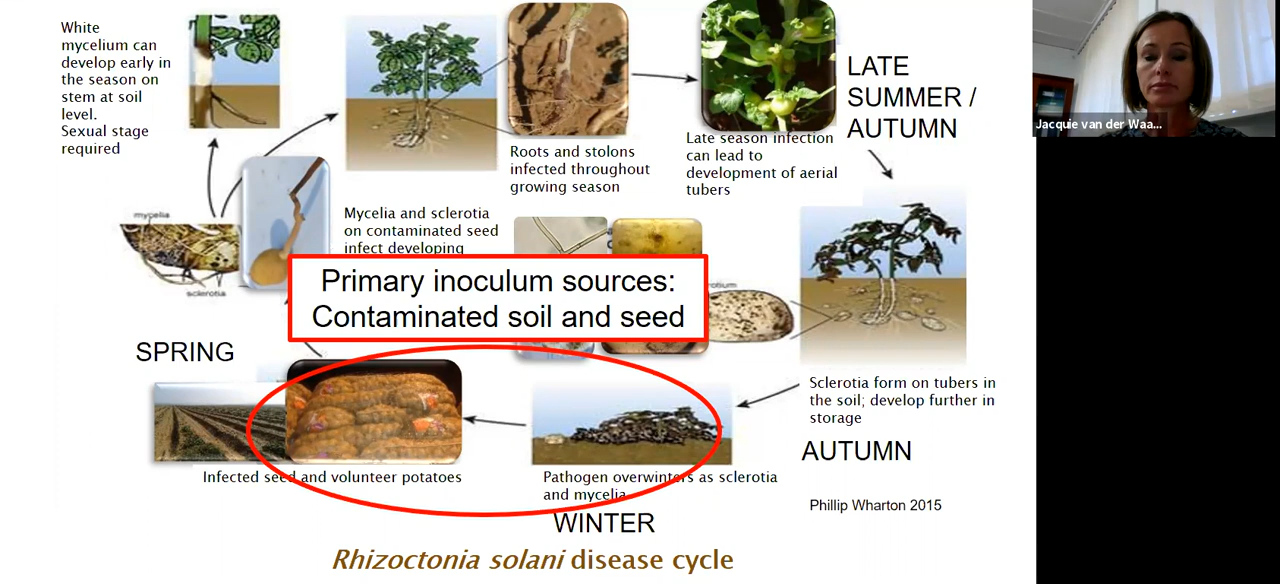 White
mycelium can
develop early in
the season on
stem at soil
level.
Sexual stage
required
Roots and stolons
infected throughout
growing season
Late season infection
can lead to
development of aerial
tubers
LATE
SUMMER /
AUTUMN
Jacquie van der Waa...
mycelia
sclerotia
Mycelia and sclerotia
on contaminated seed
infect developing
Primary inoculum sources:
Contaminated soil and seed
SPRING
Sclerotia form on tubers in
the soil; develop further in
storage
AUTUMN
Infected seed and volunteer potatoes
Pathogen overwinters as sclerotia
and mycelia
WINTER
Phillip Wharton 2015
Rhizoctonia solani disease cycle